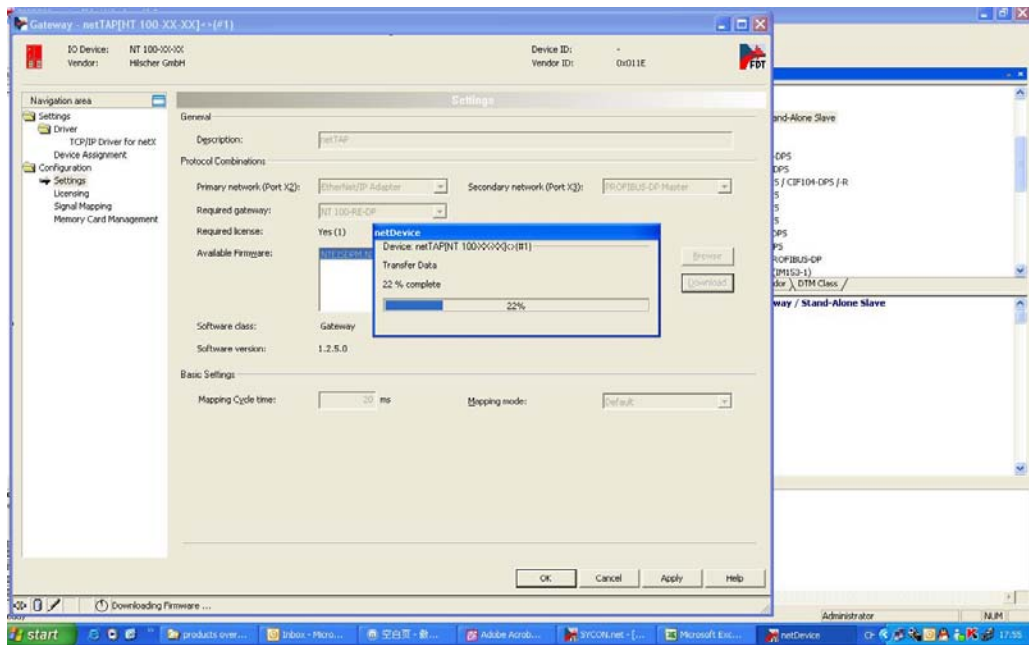 Gateway - netTAP[NT 100-XX-XX]<>(#1)
IO Device: NT 100-XX-XX
Device ID: -
Vendor: Hilscher GmbH
Vendor ID: 0x011E
FDT
Navigation area
Settings
Driver
TCP/IP Driver for netX
Device Assignment
Configuration
Settings
Licensing
Signal Mapping
Memory Card Management
Settings
General
Description: netTAP
Protocol Combinations
Primary network (Port X2): EtherNet/IP Adapter
Secondary network (Port X3): PROFIBUS-DP Master
Required gateway: NT 100-RE-DP
Required license: Yes (1)
Available Firmware:
Browse
Download
netDevice
Device: netTAP[NT 100-XX-XX]<>(#1)
Transfer Data
22 % complete
22%
Software class: Gateway
Software version: 1.2.5.0
Basic Settings
Mapping Cycle time: 20 ms
Mapping mode: Default
OK
Cancel
Apply
Help
Downloading Firmware ...
and-Alone Slave
-DPS
DPS
S / CIF104-DPS /-R
S
S
DPS
PS
ROFIBUS-DP
(IM153-1)
dor
DTM Class
way / Stand-Alone Slave
Administrator
NUM
start
products over...
Inbox - Micro...
Adobe Acrob...
SYCON.net - [...
Microsoft Exc...
netDevice
CH
17:55